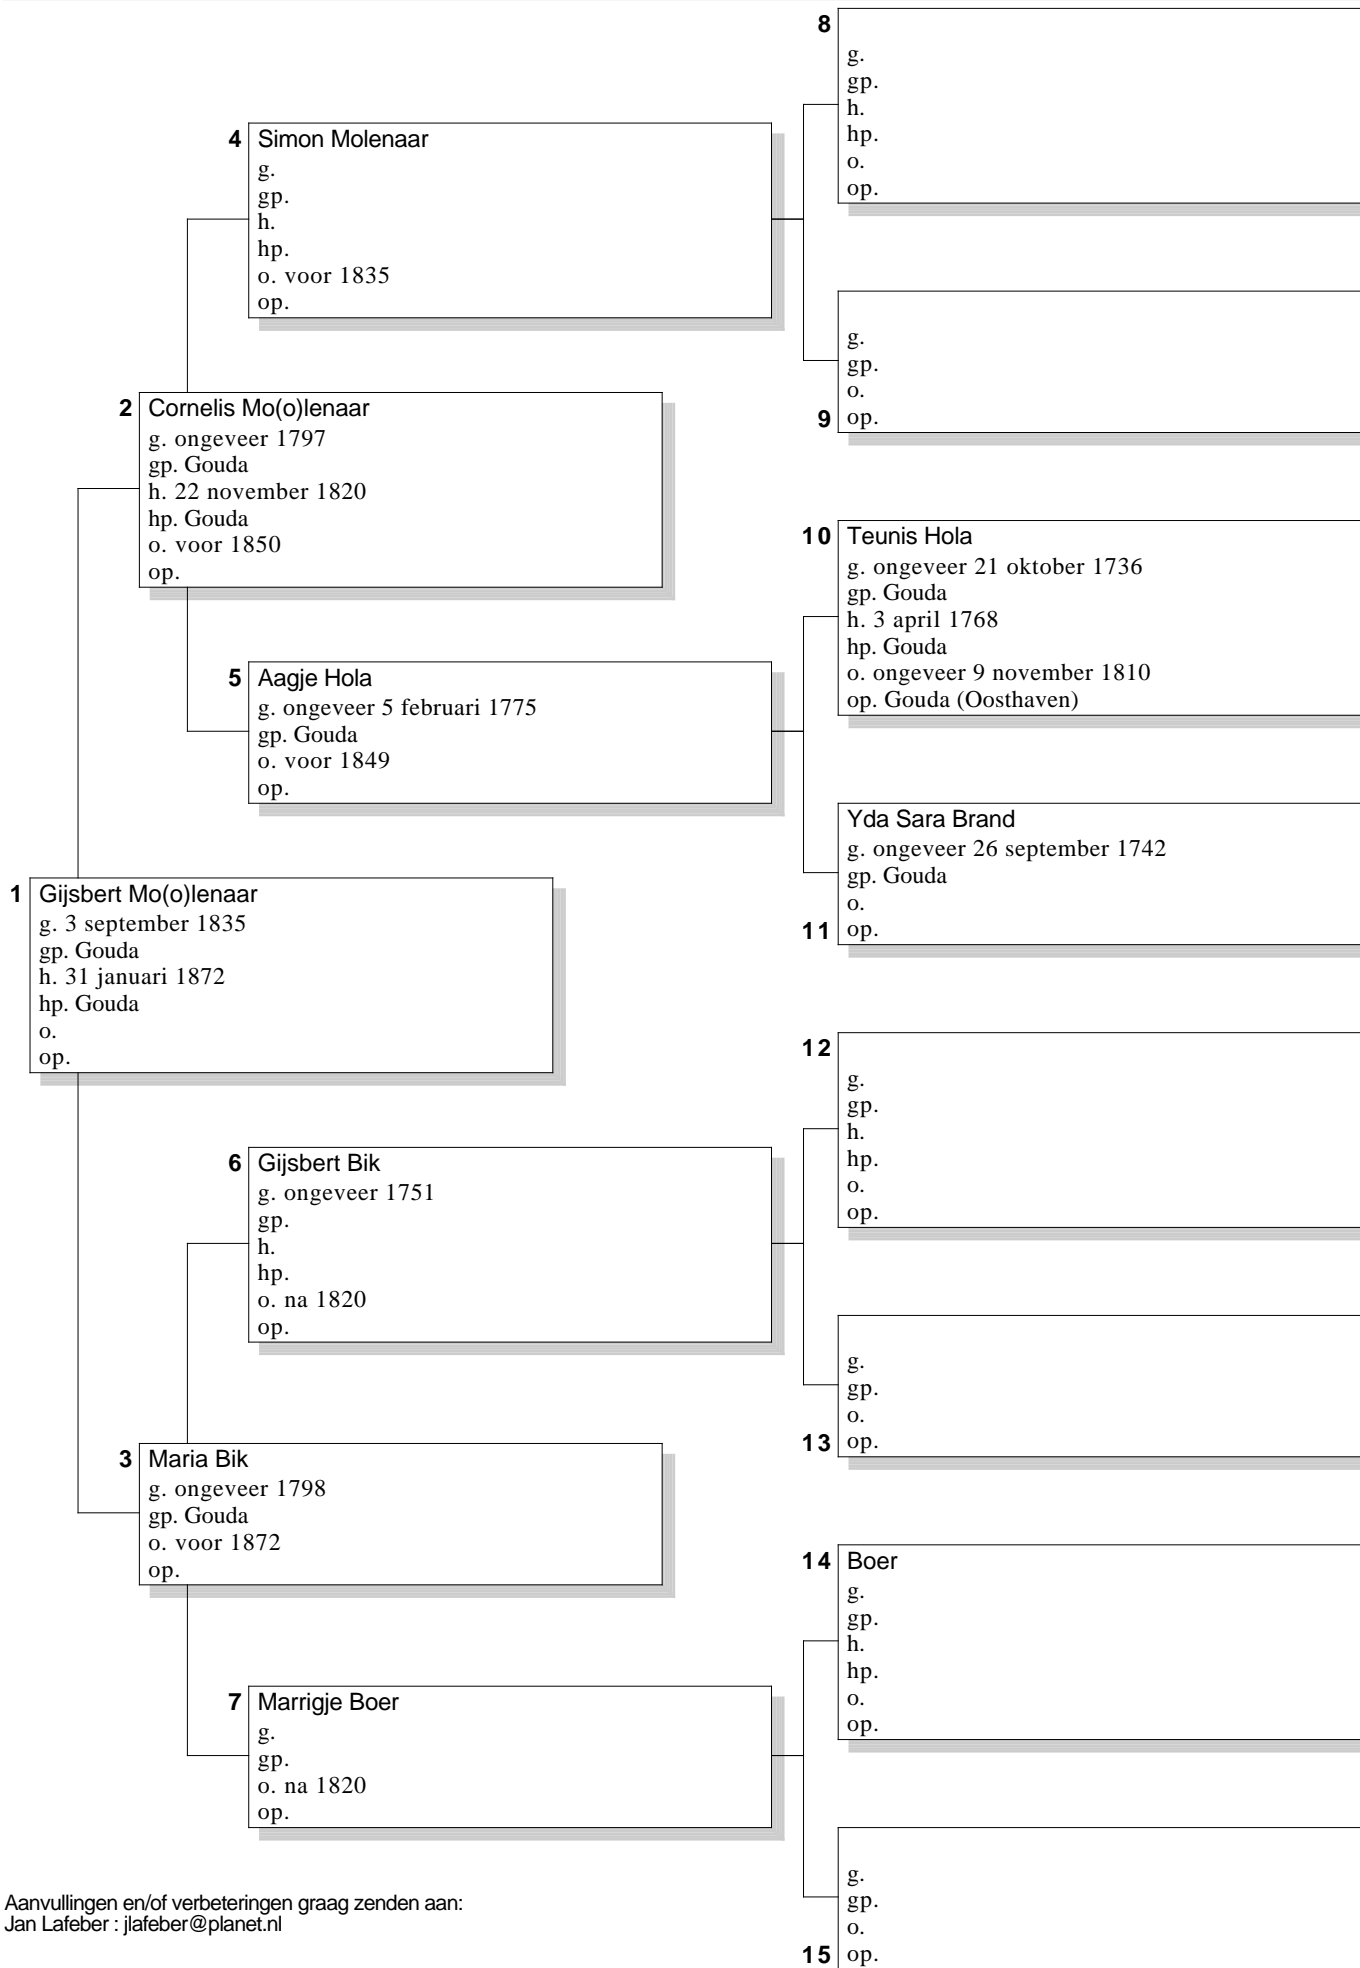 8
g.
gp.
h.
hp.
o.
op.
4 Simon Molenaar
g.
gp.
h.
hp.
o. voor 1835
op.
g.
gp.
o.
9 op.
2 Cornelis Mo(o)lenaar
g. ongeveer 1797
gp. Gouda
h. 22 november 1820
hp. Gouda
o. voor 1850
op.
10 Teunis Hola
g. ongeveer 21 oktober 1736
gp. Gouda
h. 3 april 1768
hp. Gouda
o. ongeveer 9 november 1810
op. Gouda (Oosthaven)
5 Aagje Hola
g. ongeveer 5 februari 1775
gp. Gouda
o. voor 1849
op.
Yda Sara Brand
g. ongeveer 26 september 1742
gp. Gouda
o.
11 op.
1 Gijsbert Mo(o)lenaar
g. 3 september 1835
gp. Gouda
h. 31 januari 1872
hp. Gouda
o.
op.
12
g.
gp.
h.
hp.
o.
op.
6 Gijsbert Bik
g. ongeveer 1751
gp.
h.
hp.
o. na 1820
op.
g.
gp.
o.
13 op.
3 Maria Bik
g. ongeveer 1798
gp. Gouda
o. voor 1872
op.
14 Boer
g.
gp.
h.
hp.
o.
op.
7 Marrigje Boer
g.
gp.
o. na 1820
op.
g.
gp.
o.
15 op.
Aanvullingen en/of verbeteringen graag zenden aan:
Jan Lafeber : jlafeber@planet.nl